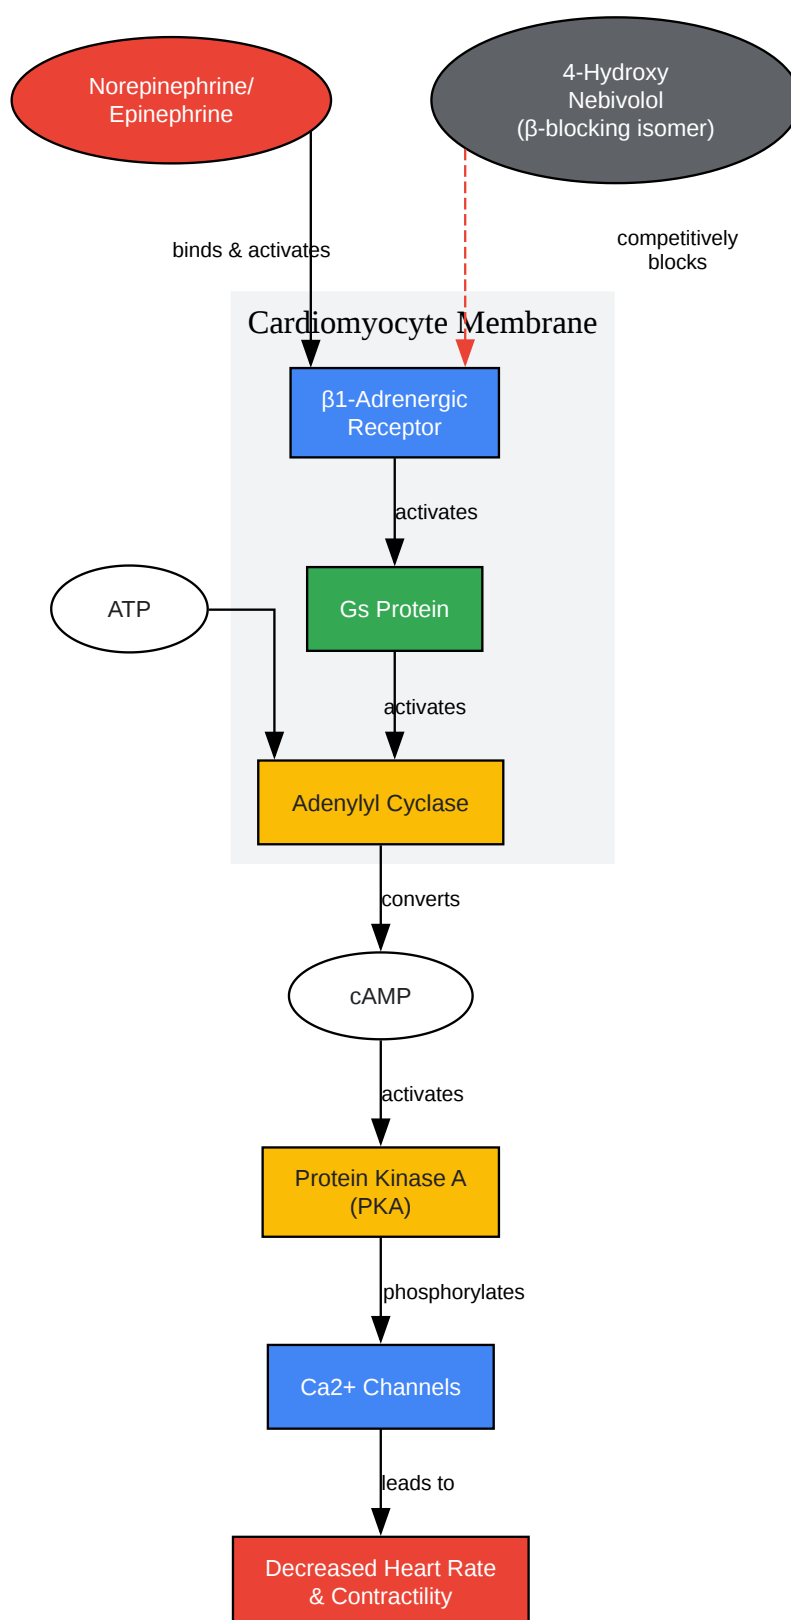 Norepinephrine/
Epinephrine
4-Hydroxy
Nebivolol
(β-blocking isomer)
binds & activates
competitively
blocks
Cardiomyocyte Membrane
β1-Adrenergic
Receptor
activates
ATP
Gs Protein
activates
Adenylyl Cyclase
converts
cAMP
activates
Protein Kinase A
(PKA)
phosphorylates
Ca2+ Channels
leads to
Decreased Heart Rate
& Contractility